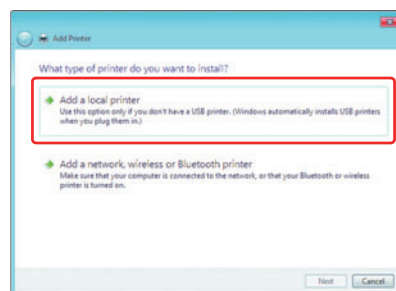 Add Printer
What type of printer do you want to install?
Add a local printer
Use this option only if you don't have a USB printer. (Windows automatically installs USB printers
when you plug them in.)
Add a network, wireless or Bluetooth printer
Make sure that your computer is connected to the network, or that your Bluetooth or wireless
printer is turned on.
Next
Cancel